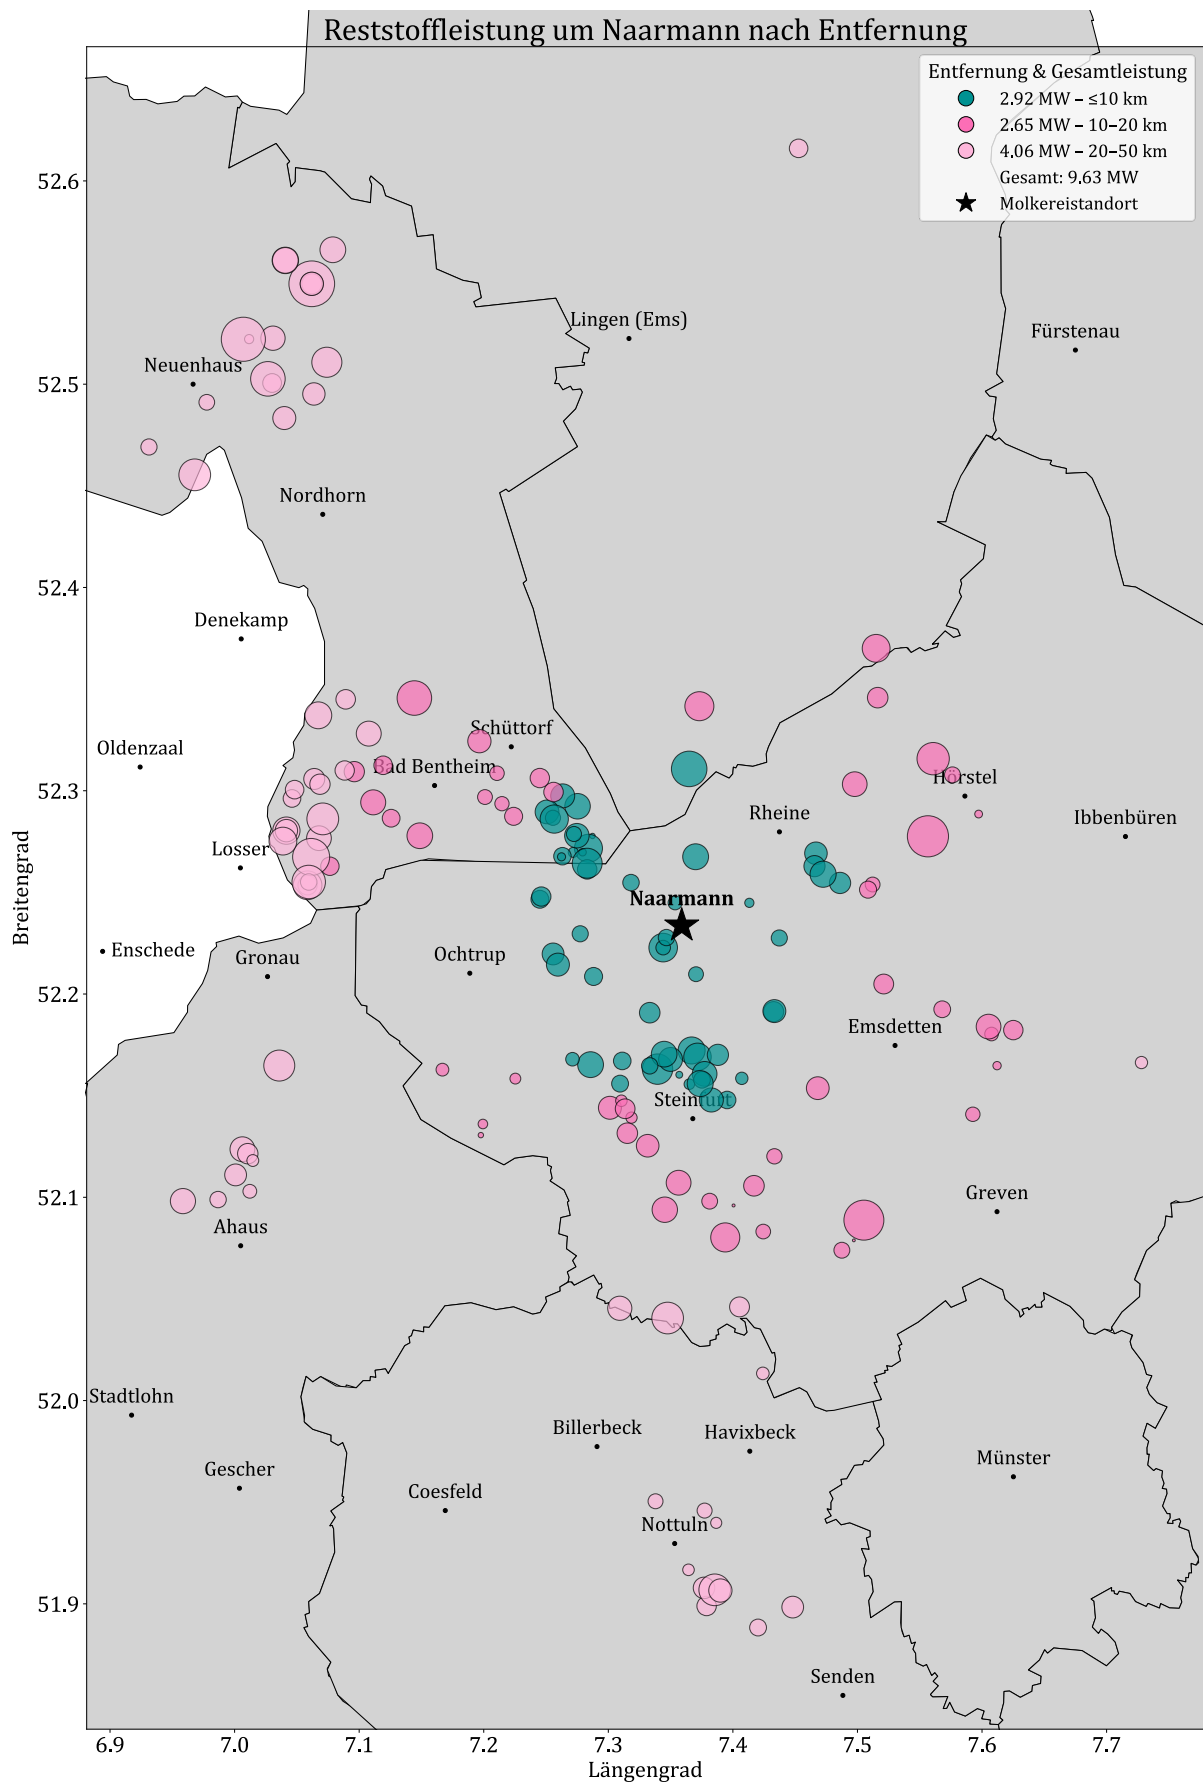 Reststoffleistung um Naarmann nach Entfernung
Entfernung & Gesamtleistung
2.92 MW – ≤10 km
2.65 MW – 10–20 km
4.06 MW – 20–50 km
Gesamt: 9.63 MW
Molkereistandort
52.6
Lingen (Ems)
Fürstenau
Neuenhaus
52.5
Nordhorn
52.4
Denekamp
Schüttorf
Oldenzaal
Bad Bentheim
Hörstel
52.3
Rheine
Ibbenbüren
Losser
Naarmann
Breitengrad
Enschede
Gronau
Ochtrup
52.2
Emsdetten
Steinfurt
52.1
Greven
Ahaus
52.0
Stadtlohn
Billerbeck
Havixbeck
Münster
Gescher
Coesfeld
Nottuln
51.9
Senden
6.9 7.0 7.1 7.2 7.3 7.4 7.5 7.6 7.7
Längengrad